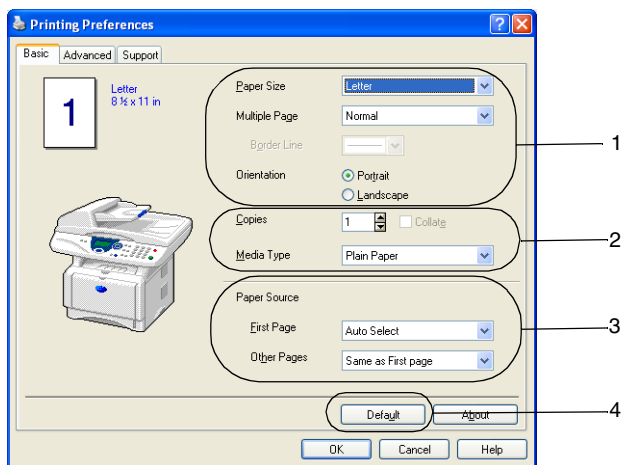 Printing Preferences
Basic Advanced Support
1
Letter
8 ½ x 11 in
Paper Size Letter
Multiple Page Normal
Border Line
Orientation Portrait
Landscape
1
Copies 1 Collate
Media Type Plain Paper
2
Paper Source
First Page Auto Select
Other Pages Same as First page
3
Default About
4
OK Cancel Help